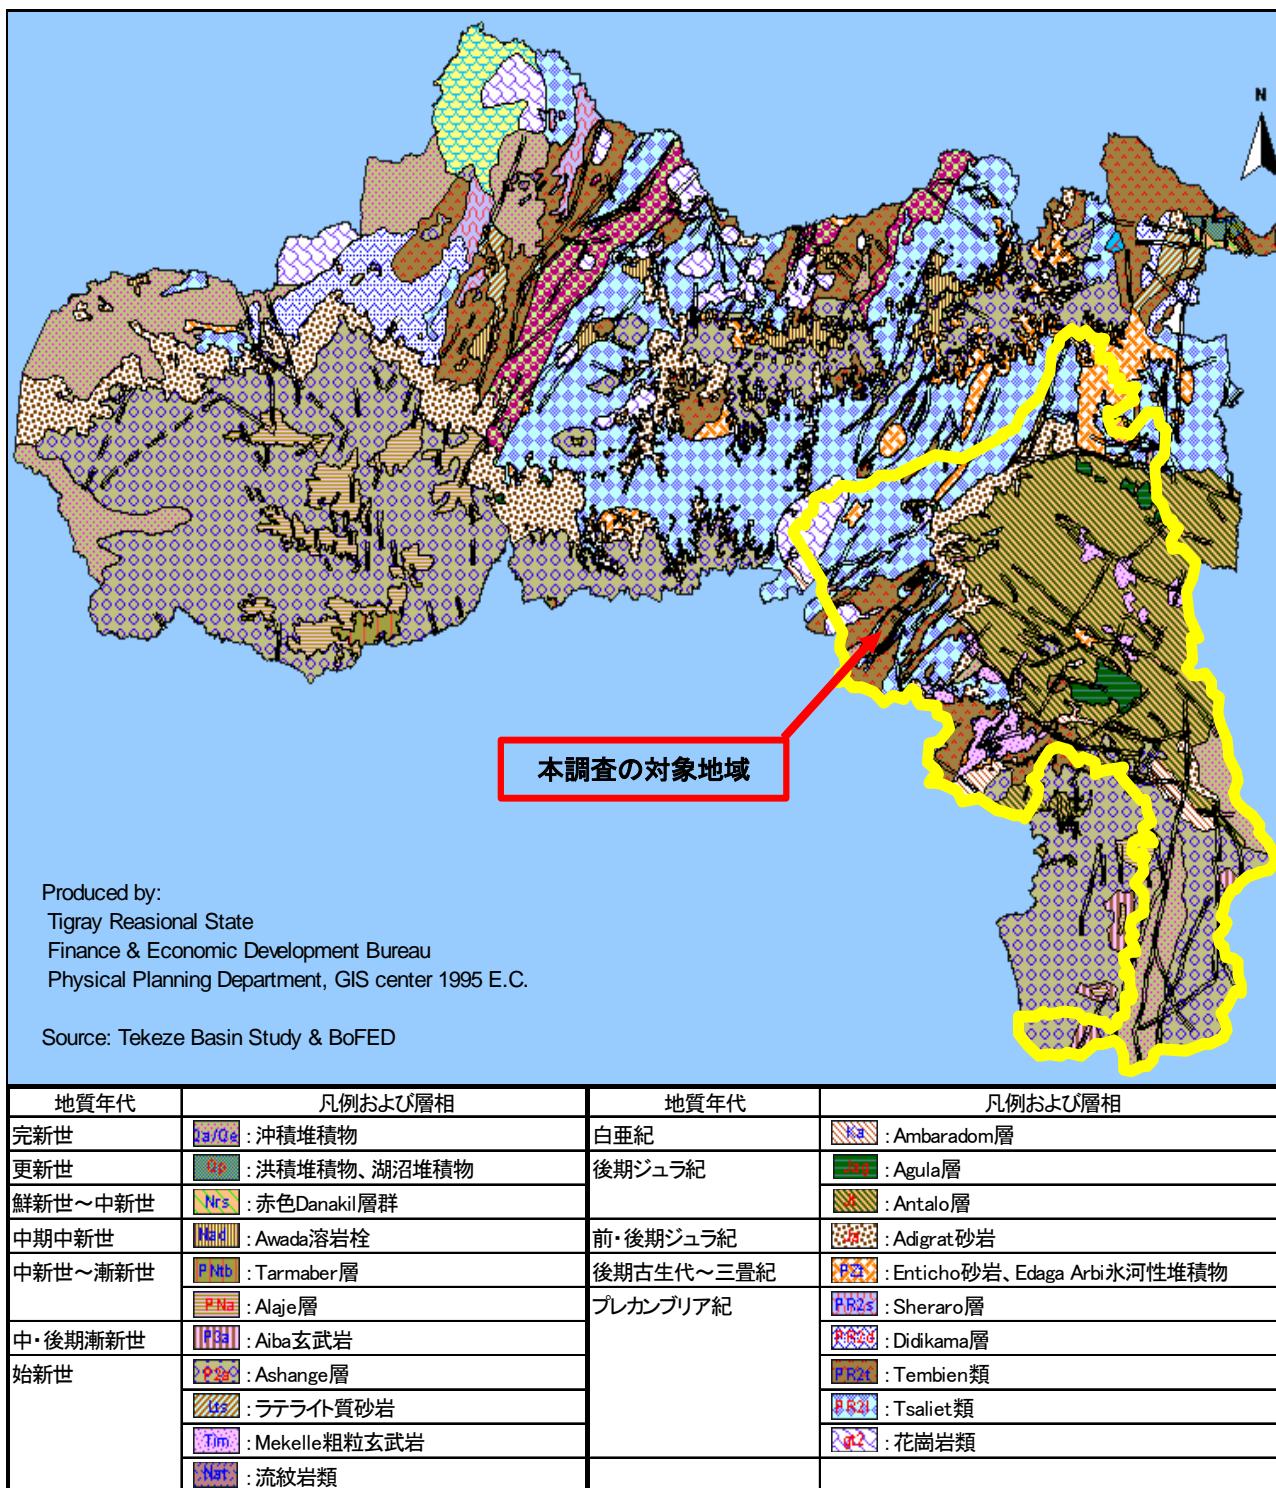 N
本調査の対象地域
Produced by:
Tigray Reasional State
Finance & Economic Development Bureau
Physical Planning Department, GIS center 1995 E.C.
Source: Tekeze Basin Study & BoFED
地質年代 凡例および層相 地質年代 凡例および層相
完新世 Qa/Qe : 沖積堆積物 白亜紀 Ka : Ambaradom層
更新世 Qp : 洪積堆積物、湖沼堆積物 後期ジュラ紀 Jag : Agula層
鮮新世～中新世 Nrs : 赤色Danakil層群 Jt : Antalo層
中期中新世 Nad : Awada溶岩栓 前・後期ジュラ紀 Ja : Adigrat砂岩
中新世～漸新世 PNtb : Tarmaber層 後期古生代～三畳紀 PZt : Enticho砂岩、Edaga Arbi氷河性堆積物
PNa : Alaje層 プレカンブリア紀 PR2s : Sheraro層
中・後期漸新世 P3a : Aiba玄武岩 PR2d : Didikama層
始新世 P2a : Ashange層 PR2t : Tembien類
Lts : ラテライト質砂岩 PR2l : Tsaliet類
Tm : Mekelle粗粒玄武岩 gt2 : 花崗岩類
Nat : 流紋岩類